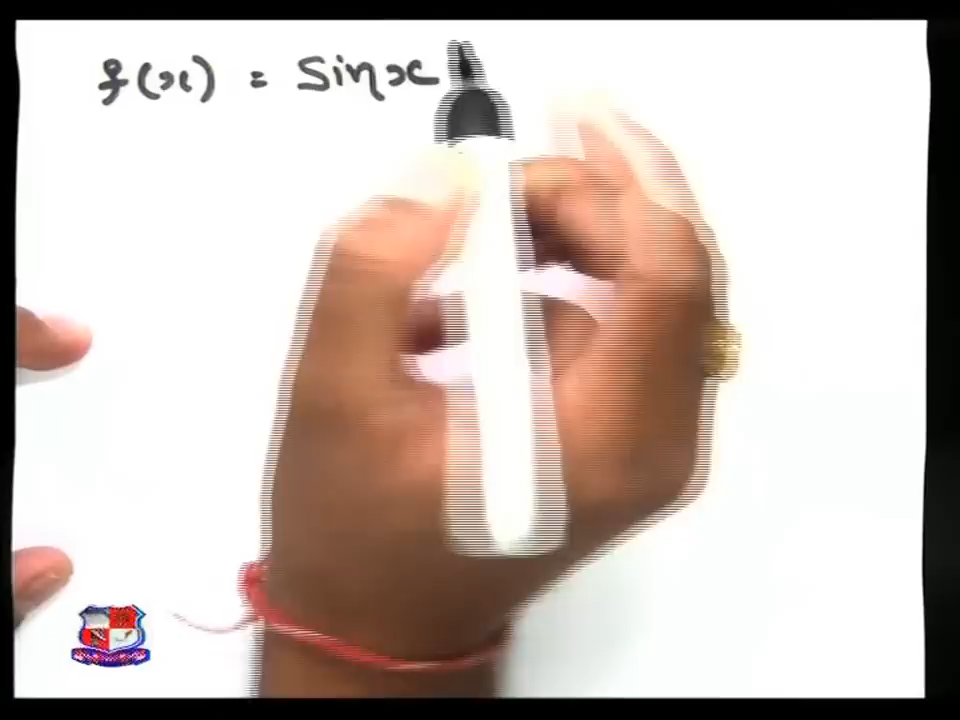 f(x) = Sinx